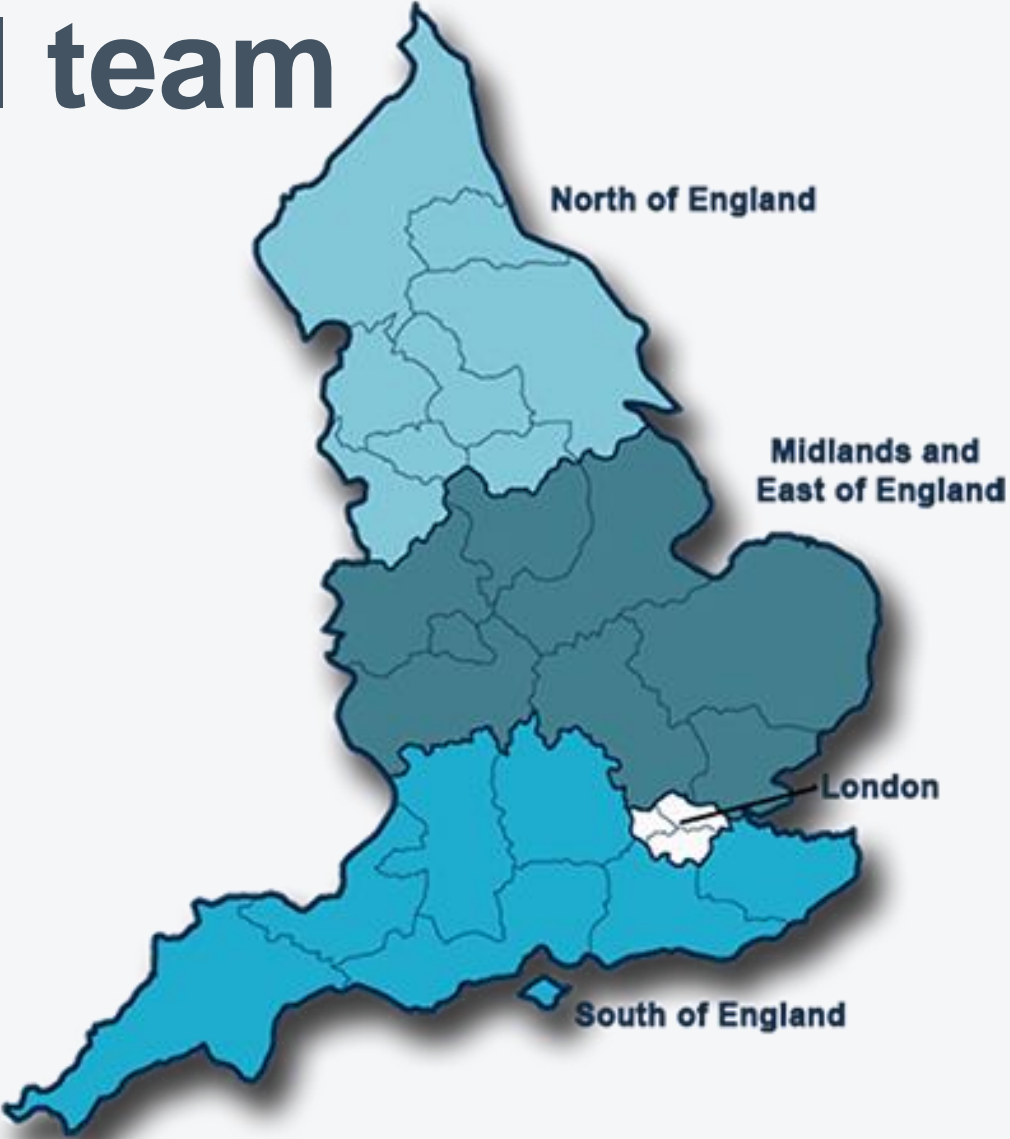 team
North of England
Midlands and
East of England
London
South of England